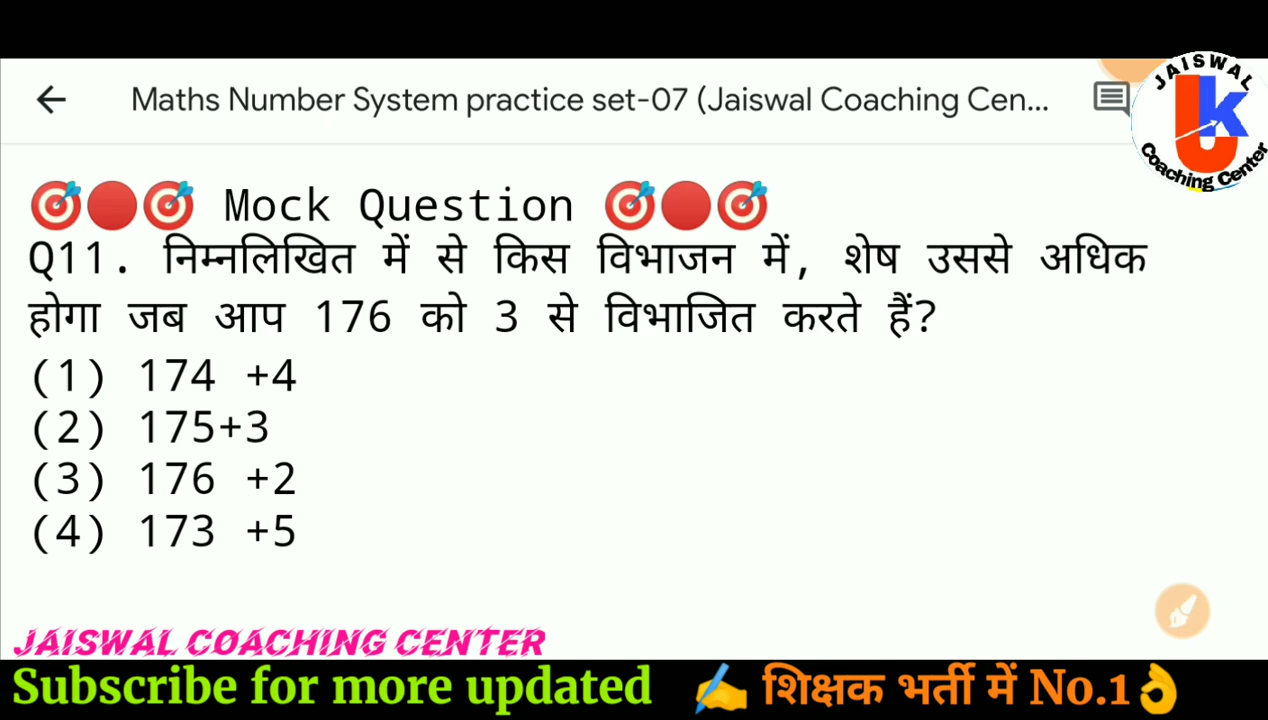 Maths Number System practice set-07 (Jaiswal Coaching Cen...
JAISWAL
JK
Coaching Center
🎯🔴🎯 Mock Question 🎯🔴🎯
Q11. निम्नलिखित में से किस विभाजन में, शेष उससे अधिक
होगा जब आप 176 को 3 से विभाजित करते हैं?
(1) 174 +4
(2) 175+3
(3) 176 +2
(4) 173 +5
JAISWAL COACHING CENTER
Subscribe for more updated ✍️ शिक्षक भर्ती में No.1👌